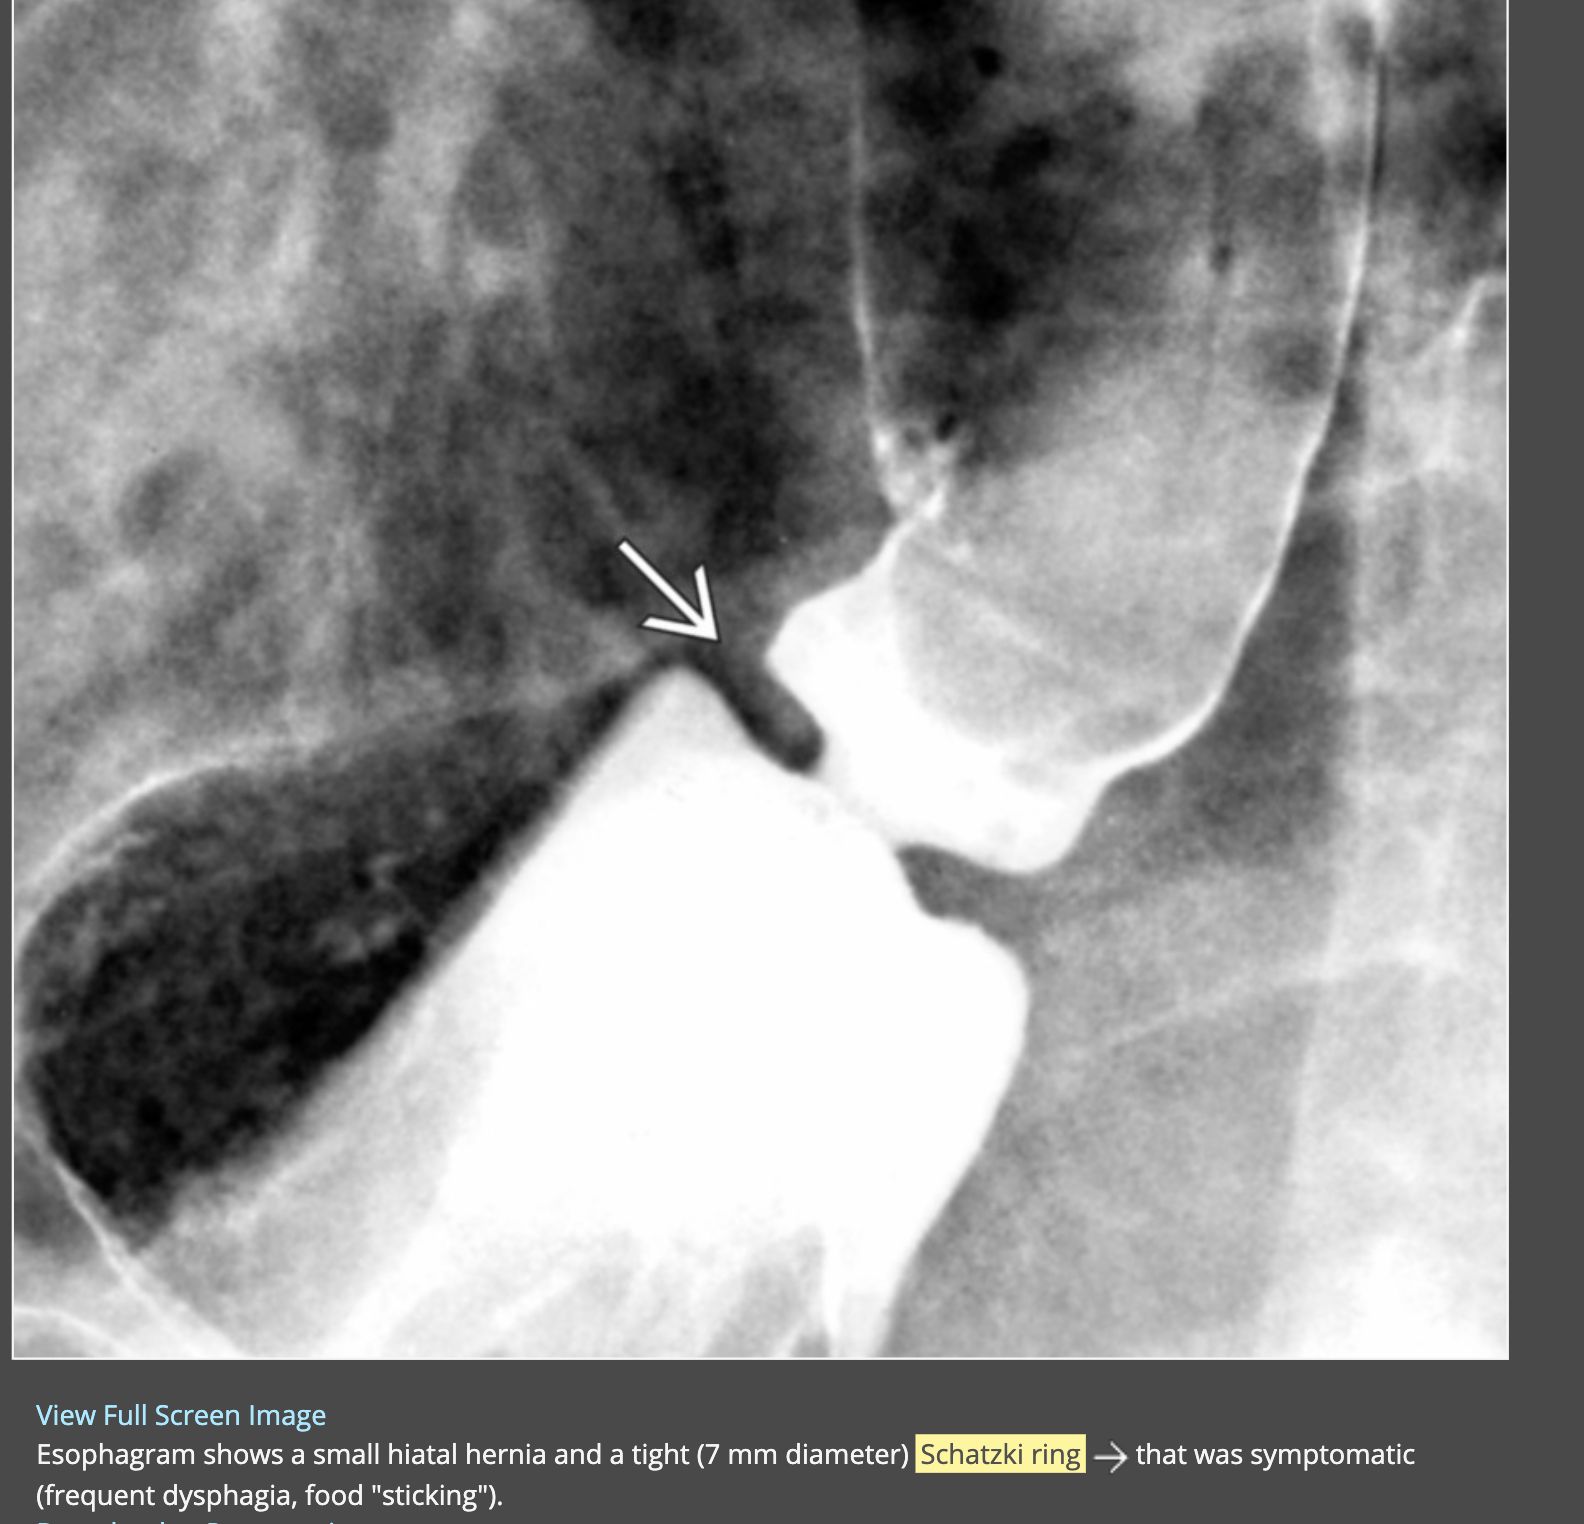 View Full Screen Image
Esophagram shows a small hiatal hernia and a tight (7 mm diameter) Schatzki ring → that was symptomatic
(frequent dysphagia, food "sticking").